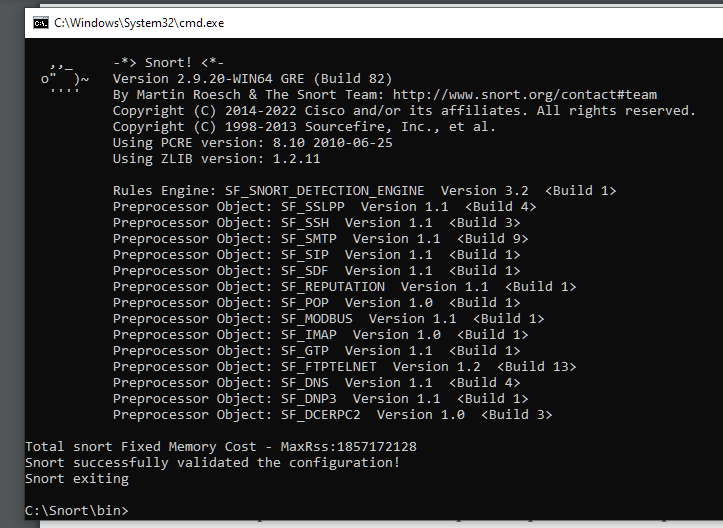 C:\Windows\System32\cmd.exe
,,_ -*> Snort! <*-
o" )~ Version 2.9.20-WIN64 GRE (Build 82)
'''' By Martin Roesch & The Snort Team: http://www.snort.org/contact#team
Copyright (C) 2014-2022 Cisco and/or its affiliates. All rights reserved.
Copyright (C) 1998-2013 Sourcefire, Inc., et al.
Using PCRE version: 8.10 2010-06-25
Using ZLIB version: 1.2.11
Rules Engine: SF_SNORT_DETECTION_ENGINE Version 3.2 <Build 1>
Preprocessor Object: SF_SSLPP Version 1.1 <Build 4>
Preprocessor Object: SF_SSH Version 1.1 <Build 3>
Preprocessor Object: SF_SMTP Version 1.1 <Build 9>
Preprocessor Object: SF_SIP Version 1.1 <Build 1>
Preprocessor Object: SF_SDF Version 1.1 <Build 1>
Preprocessor Object: SF_REPUTATION Version 1.1 <Build 1>
Preprocessor Object: SF_POP Version 1.0 <Build 1>
Preprocessor Object: SF_MODBUS Version 1.1 <Build 1>
Preprocessor Object: SF_IMAP Version 1.0 <Build 1>
Preprocessor Object: SF_GTP Version 1.1 <Build 1>
Preprocessor Object: SF_FTPTELNET Version 1.2 <Build 13>
Preprocessor Object: SF_DNS Version 1.1 <Build 4>
Preprocessor Object: SF_DNP3 Version 1.1 <Build 1>
Preprocessor Object: SF_DCERPC2 Version 1.0 <Build 3>
Total snort Fixed Memory Cost - MaxRss:1857172128
Snort successfully validated the configuration!
Snort exiting
C:\Snort\bin>